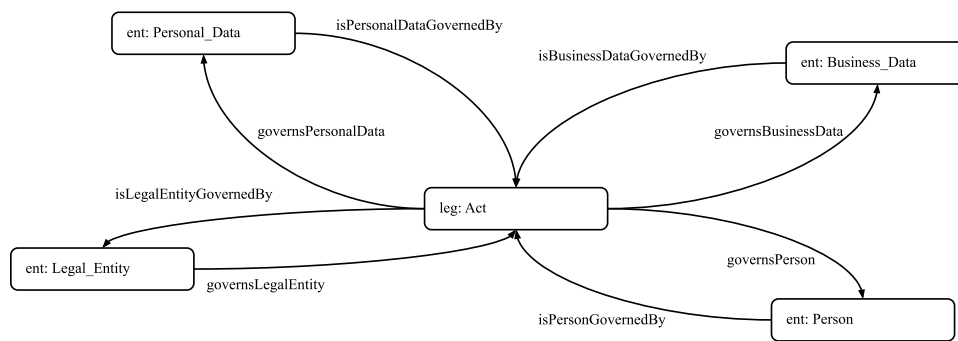 ent: Personal_Data
isPersonalDataGovernedBy
isBusinessDataGovernedBy
ent: Business_Data
governsPersonalData
governsBusinessData
isLegalEntityGovernedBy
leg: Act
ent: Legal_Entity
governsLegalEntity
governsPerson
isPersonGovernedBy
ent: Person